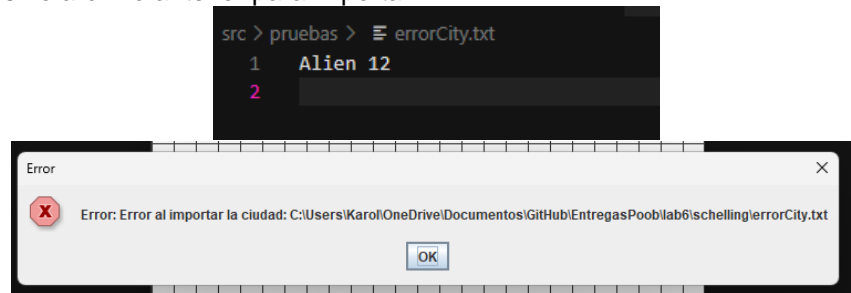 src > pruebas > errorCity.txt
1 Alien 12
2
Error
Error: Error al importar la ciudad: C:\Users\Karol\OneDrive\Documentos\GitHub\EntregasPoob\lab6\schelling\errorCity.txt
OK